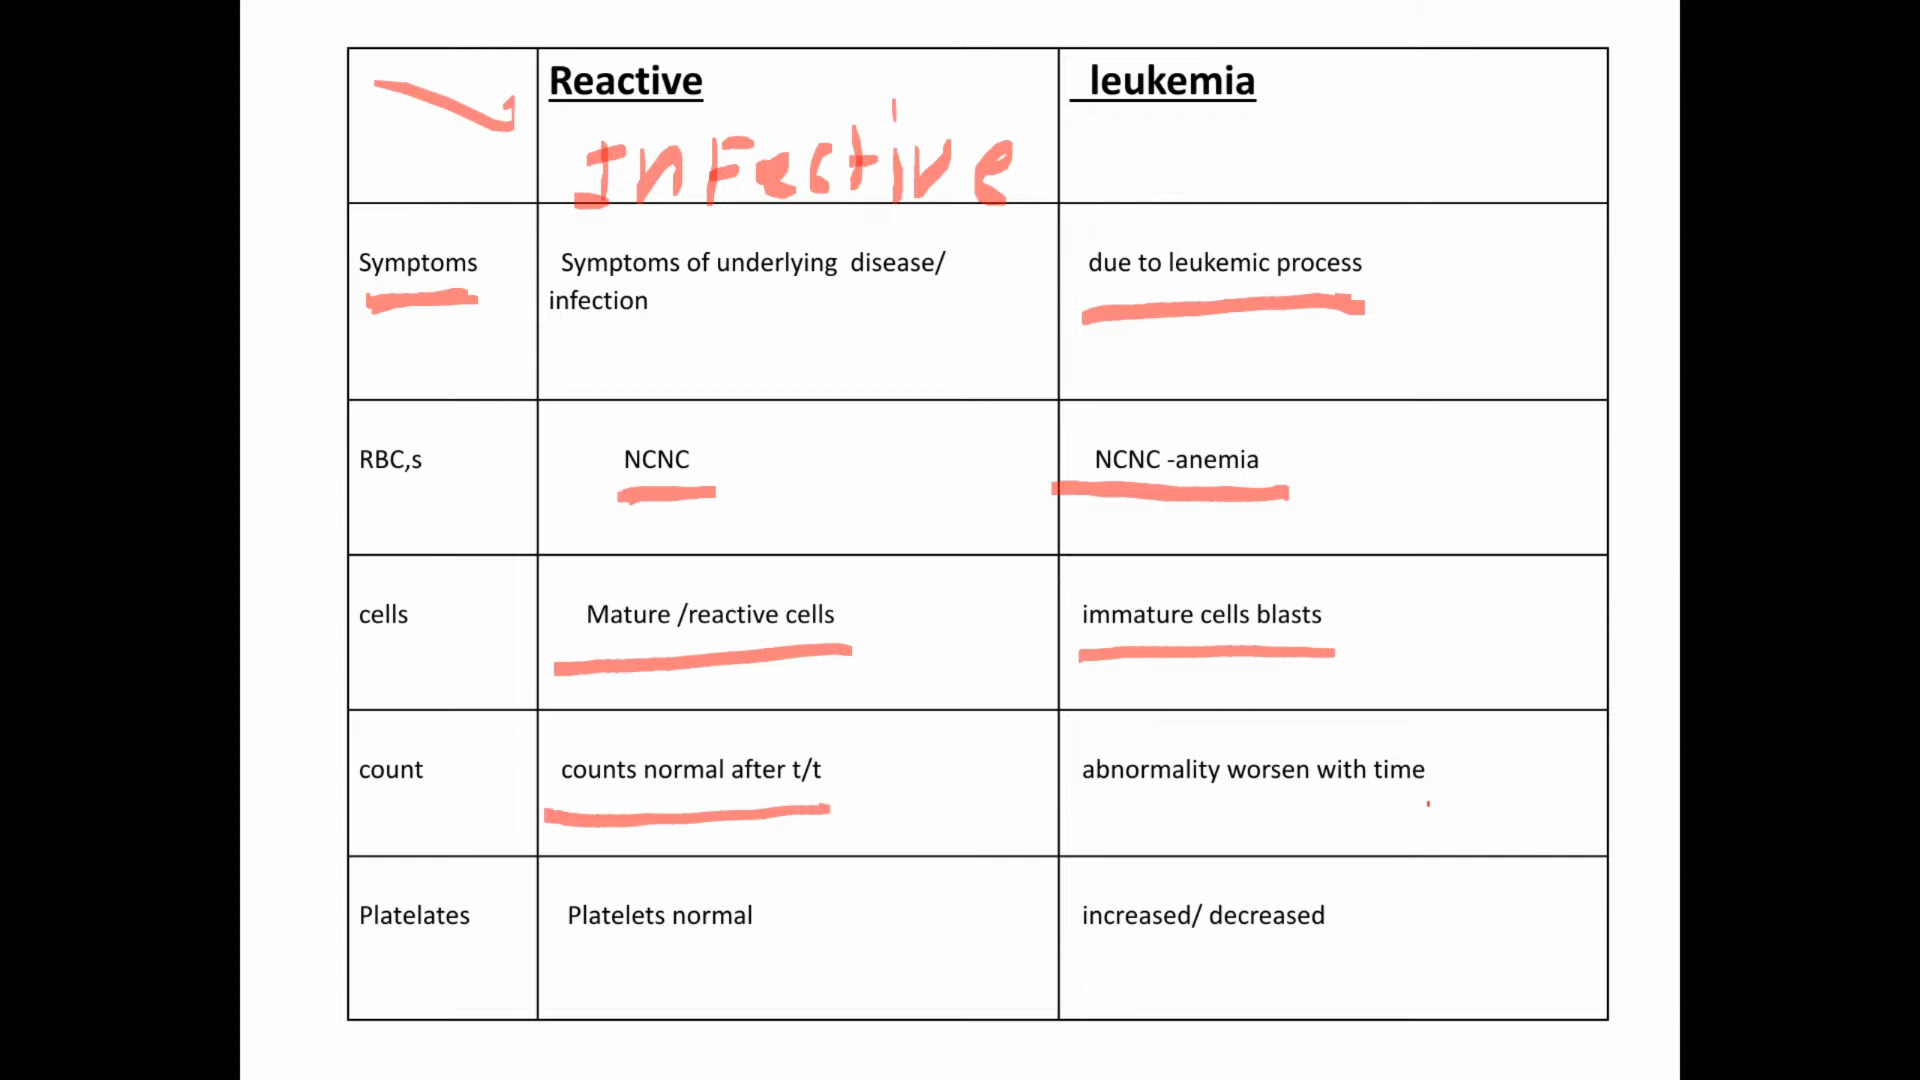 Reactive
leukemia
InFective
Symptoms
Symptoms of underlying disease/
infection
due to leukemic process
RBC,s
NCNC
NCNC -anemia
cells
Mature /reactive cells
immature cells blasts
count
counts normal after t/t
abnormality worsen with time
Platelates
Platelets normal
increased/ decreased